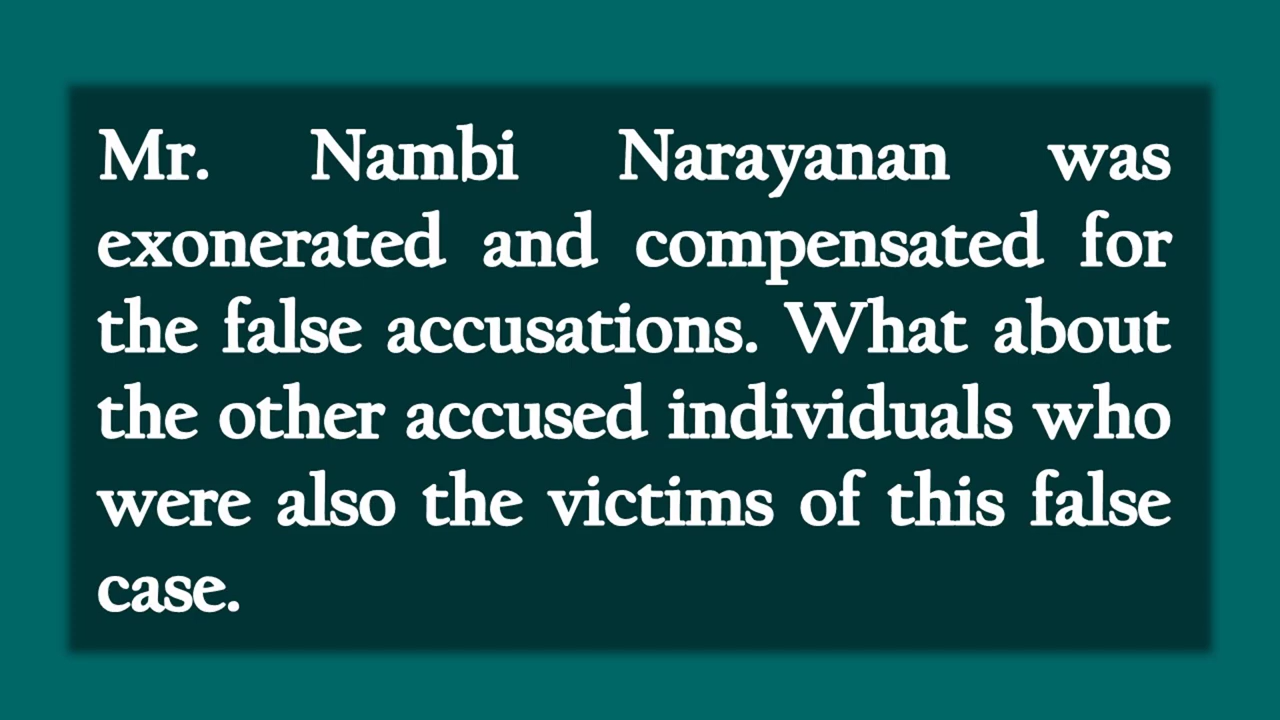 Mr. Nambi Narayanan was
exonerated and compensated for
the false accusations. What about
the other accused individuals who
were also the victims of this false
case.